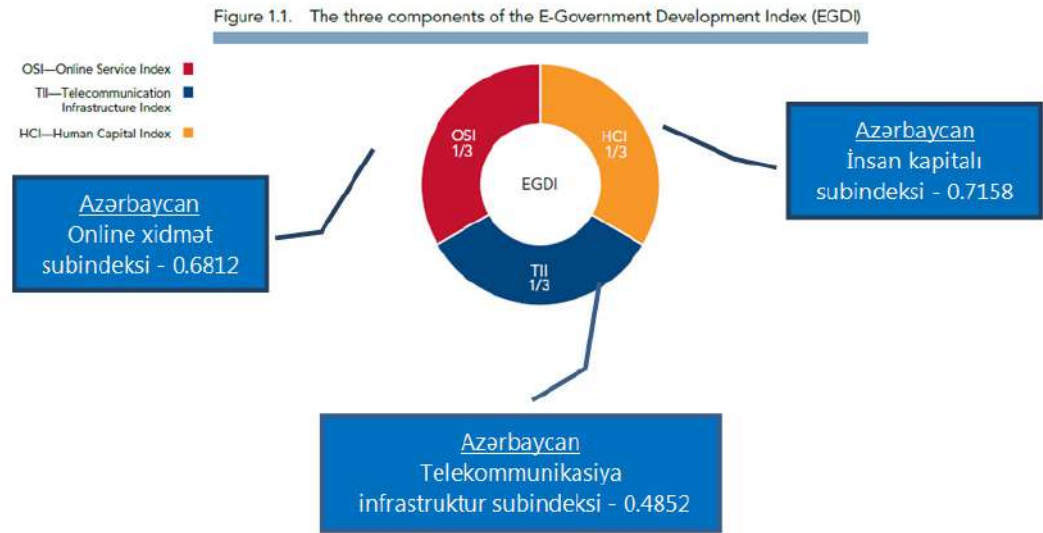 Figure 1.1. The three components of the E-Government Development Index (EGDI)
OSI—Online Service Index
TII—Telecommunication
Infrastructure Index
HCI—Human Capital Index
OSI
1/3
HCI
1/3
EGDI
TII
1/3
Azərbaycan
İnsan kapitalı
subindeksi - 0.7158
Azərbaycan
Online xidmət
subindeksi - 0.6812
Azərbaycan
Telekommunikasiya
infrastruktur subindeksi - 0.4852